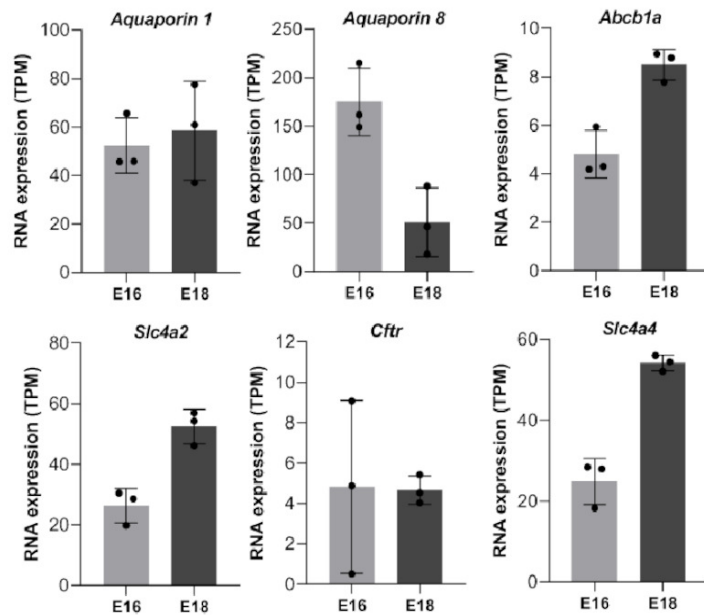 Aquaporin 1
RNA expression (TPM)
100
80
60
40
20
0
E16 E18
Aquaporin 8
RNA expression (TPM)
250
200
150
100
50
0
E16 E18
Abcb1a
RNA expression (TPM)
10
8
6
4
2
0
E16 E18
Slc4a2
RNA expression (TPM)
80
60
40
20
0
E16 E18
Cftr
RNA expression (TPM)
12
10
8
6
4
2
0
E16 E18
Slc4a4
RNA expression (TPM)
60
40
20
0
E16 E18